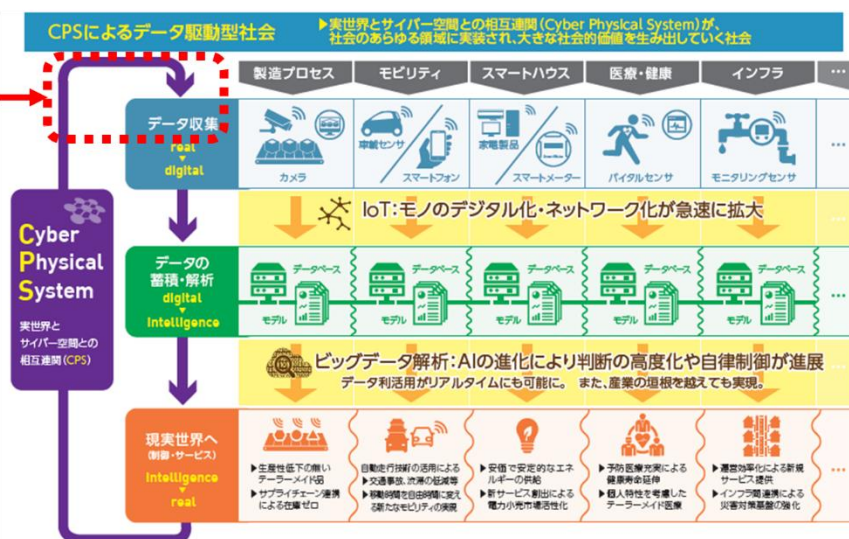 CPSによるデータ駆動型社会
▶実世界とサイバー空間との相互連関(Cyber Physical System)が、
社会のあらゆる領域に実装され、大きな社会的価値を生み出していく社会
製造プロセス
モビリティ
スマートハウス
医療・健康
インフラ
…
データ収集
real
▼
digital
カメラ
車載センサ
スマートフォン
家電製品
スマートメーター
バイタルセンサ
モニタリングセンサ
…
IoT:モノのデジタル化・ネットワーク化が急速に拡大
…
Cyber
Physical
System
実世界と
サイバー空間との
相互連関(CPS)
データの
蓄積・解析
digital
▼
Intelligence
データベース
モデル
データベース
モデル
データベース
モデル
データベース
モデル
データベース
モデル
…
ビッグデータ解析:AIの進化により判断の高度化や自律制御が進展
データ利活用がリアルタイムにも可能に。 また、産業の垣根を越えても実現。
現実世界へ
(制御・サービス)
Intelligence
▼
real
▶生産性低下の無い
テーラーメイド品
▶サプライチェーン連携
による在庫ゼロ
自動走行技術の活用による
▶交通事故、渋滞の低減等
▶移動時間を自由時間に変え
る新たなモビリティの実現
▶安価で安定的なエネ
ルギーの供給
▶新サービス創出による
電力小売市場活性化
▶予防医療充実による
健康寿命延伸
▶個人特性を考慮した
テーラーメイド医療
▶運営効率化による新規
サービス提供
▶インフラ間連携による
災害対策基盤の強化
…